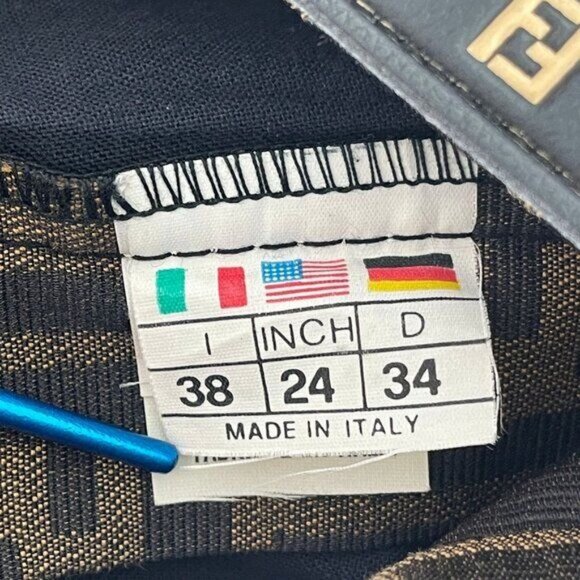 I INCH D
38 24 34
MADE IN ITALY